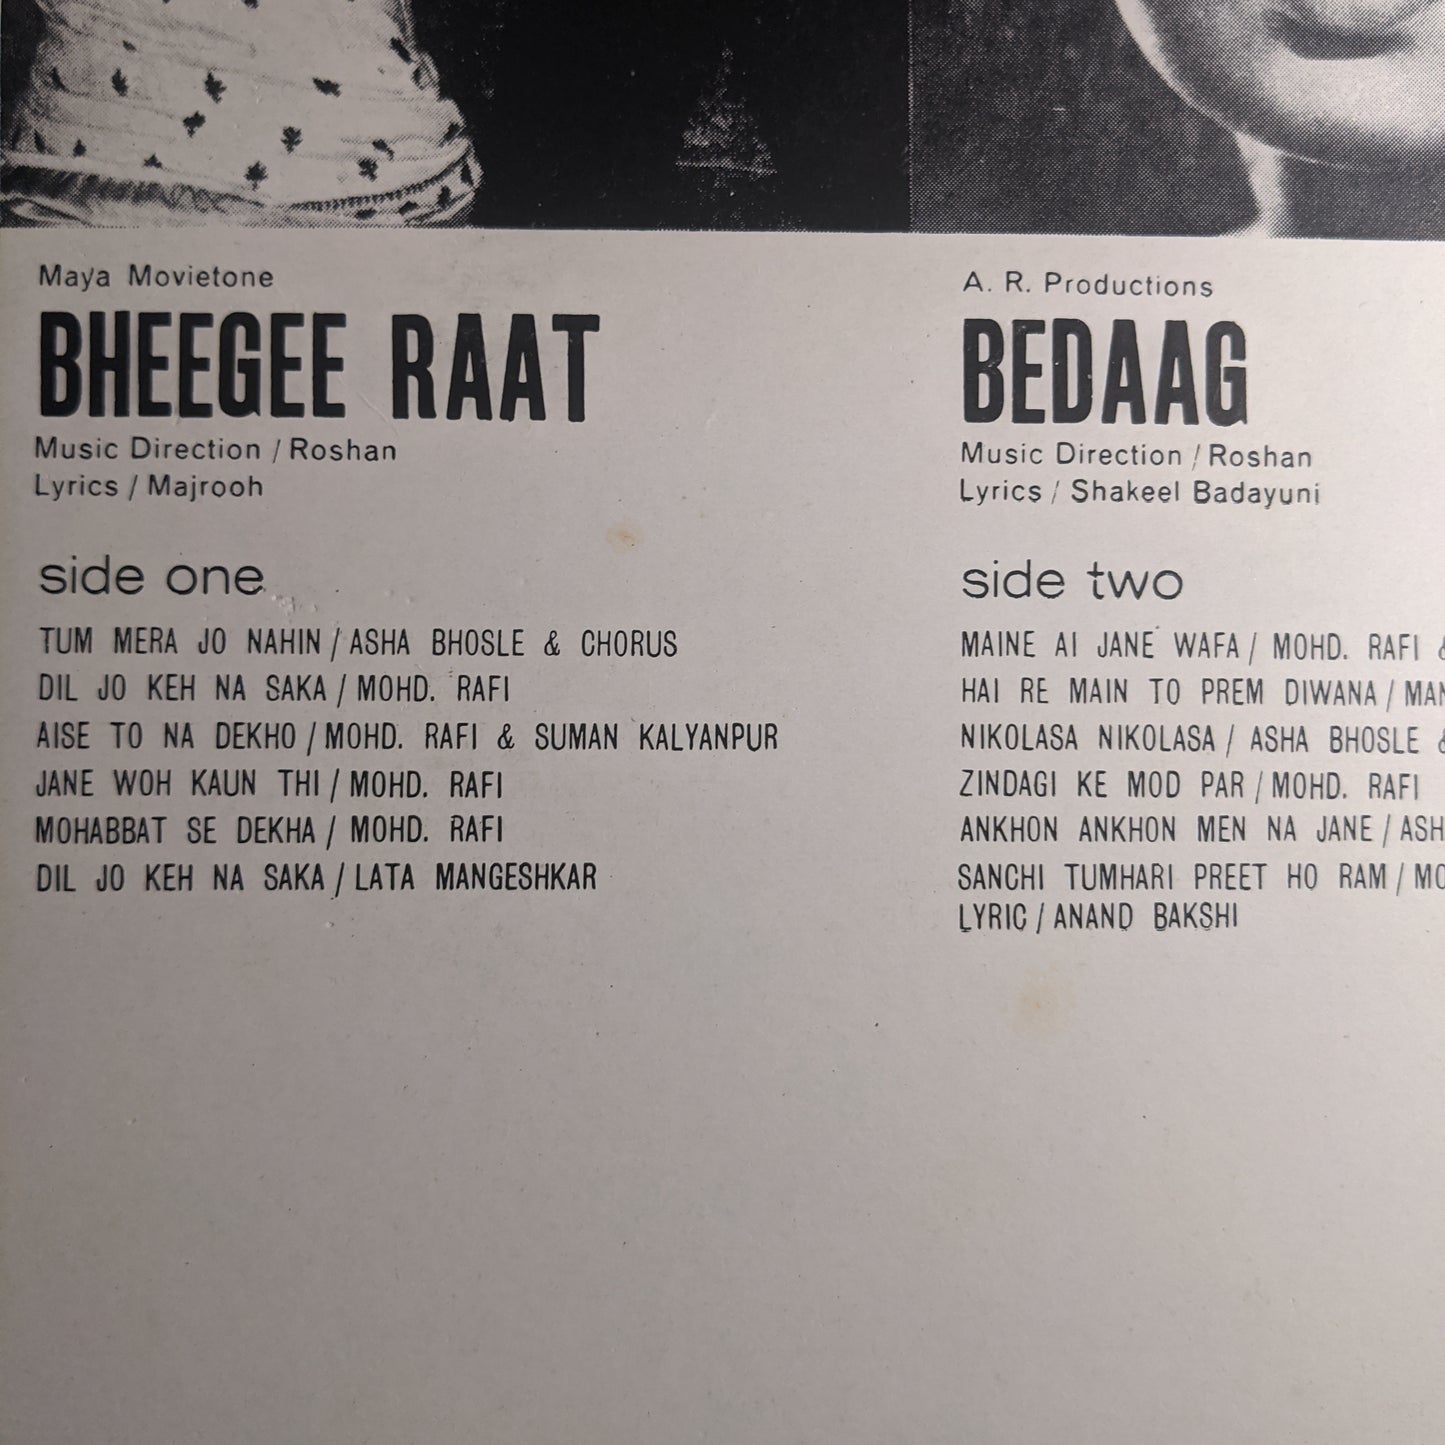 Maya Movietone
BHEEGEE RAAT
Music Direction / Roshan
Lyrics / Majrooh
side one
TUM MERA JO NAHIN / ASHA BHOSLE & CHORUS
DIL JO KEH NA SAKA / MOHD. RAFI
AISE TO NA DEKHO / MOHD. RAFI & SUMAN KALYANPUR
JANE WOH KAUN THI / MOHD. RAFI
MOHABBAT SE DEKHA / MOHD. RAFI
DIL JO KEH NA SAKA / LATA MANGESHKAR
A. R. Productions
BEDAAG
Music Direction / Roshan
Lyrics / Shakeel Badayuni
side two
MAINE AI JANE WAFA / MOHD. RAFI &
HAI RE MAIN TO PREM DIWANA /
NIKOLASA NIKOLASA / ASHA BHOSLE &
ZINDAGI KE MOD PAR / MOHD. RAFI
ANKHON ANKHON MEN NA JANE /
SANCHI TUMHARI PREET HO RAM /
LYRIC / ANAND BAKSHI